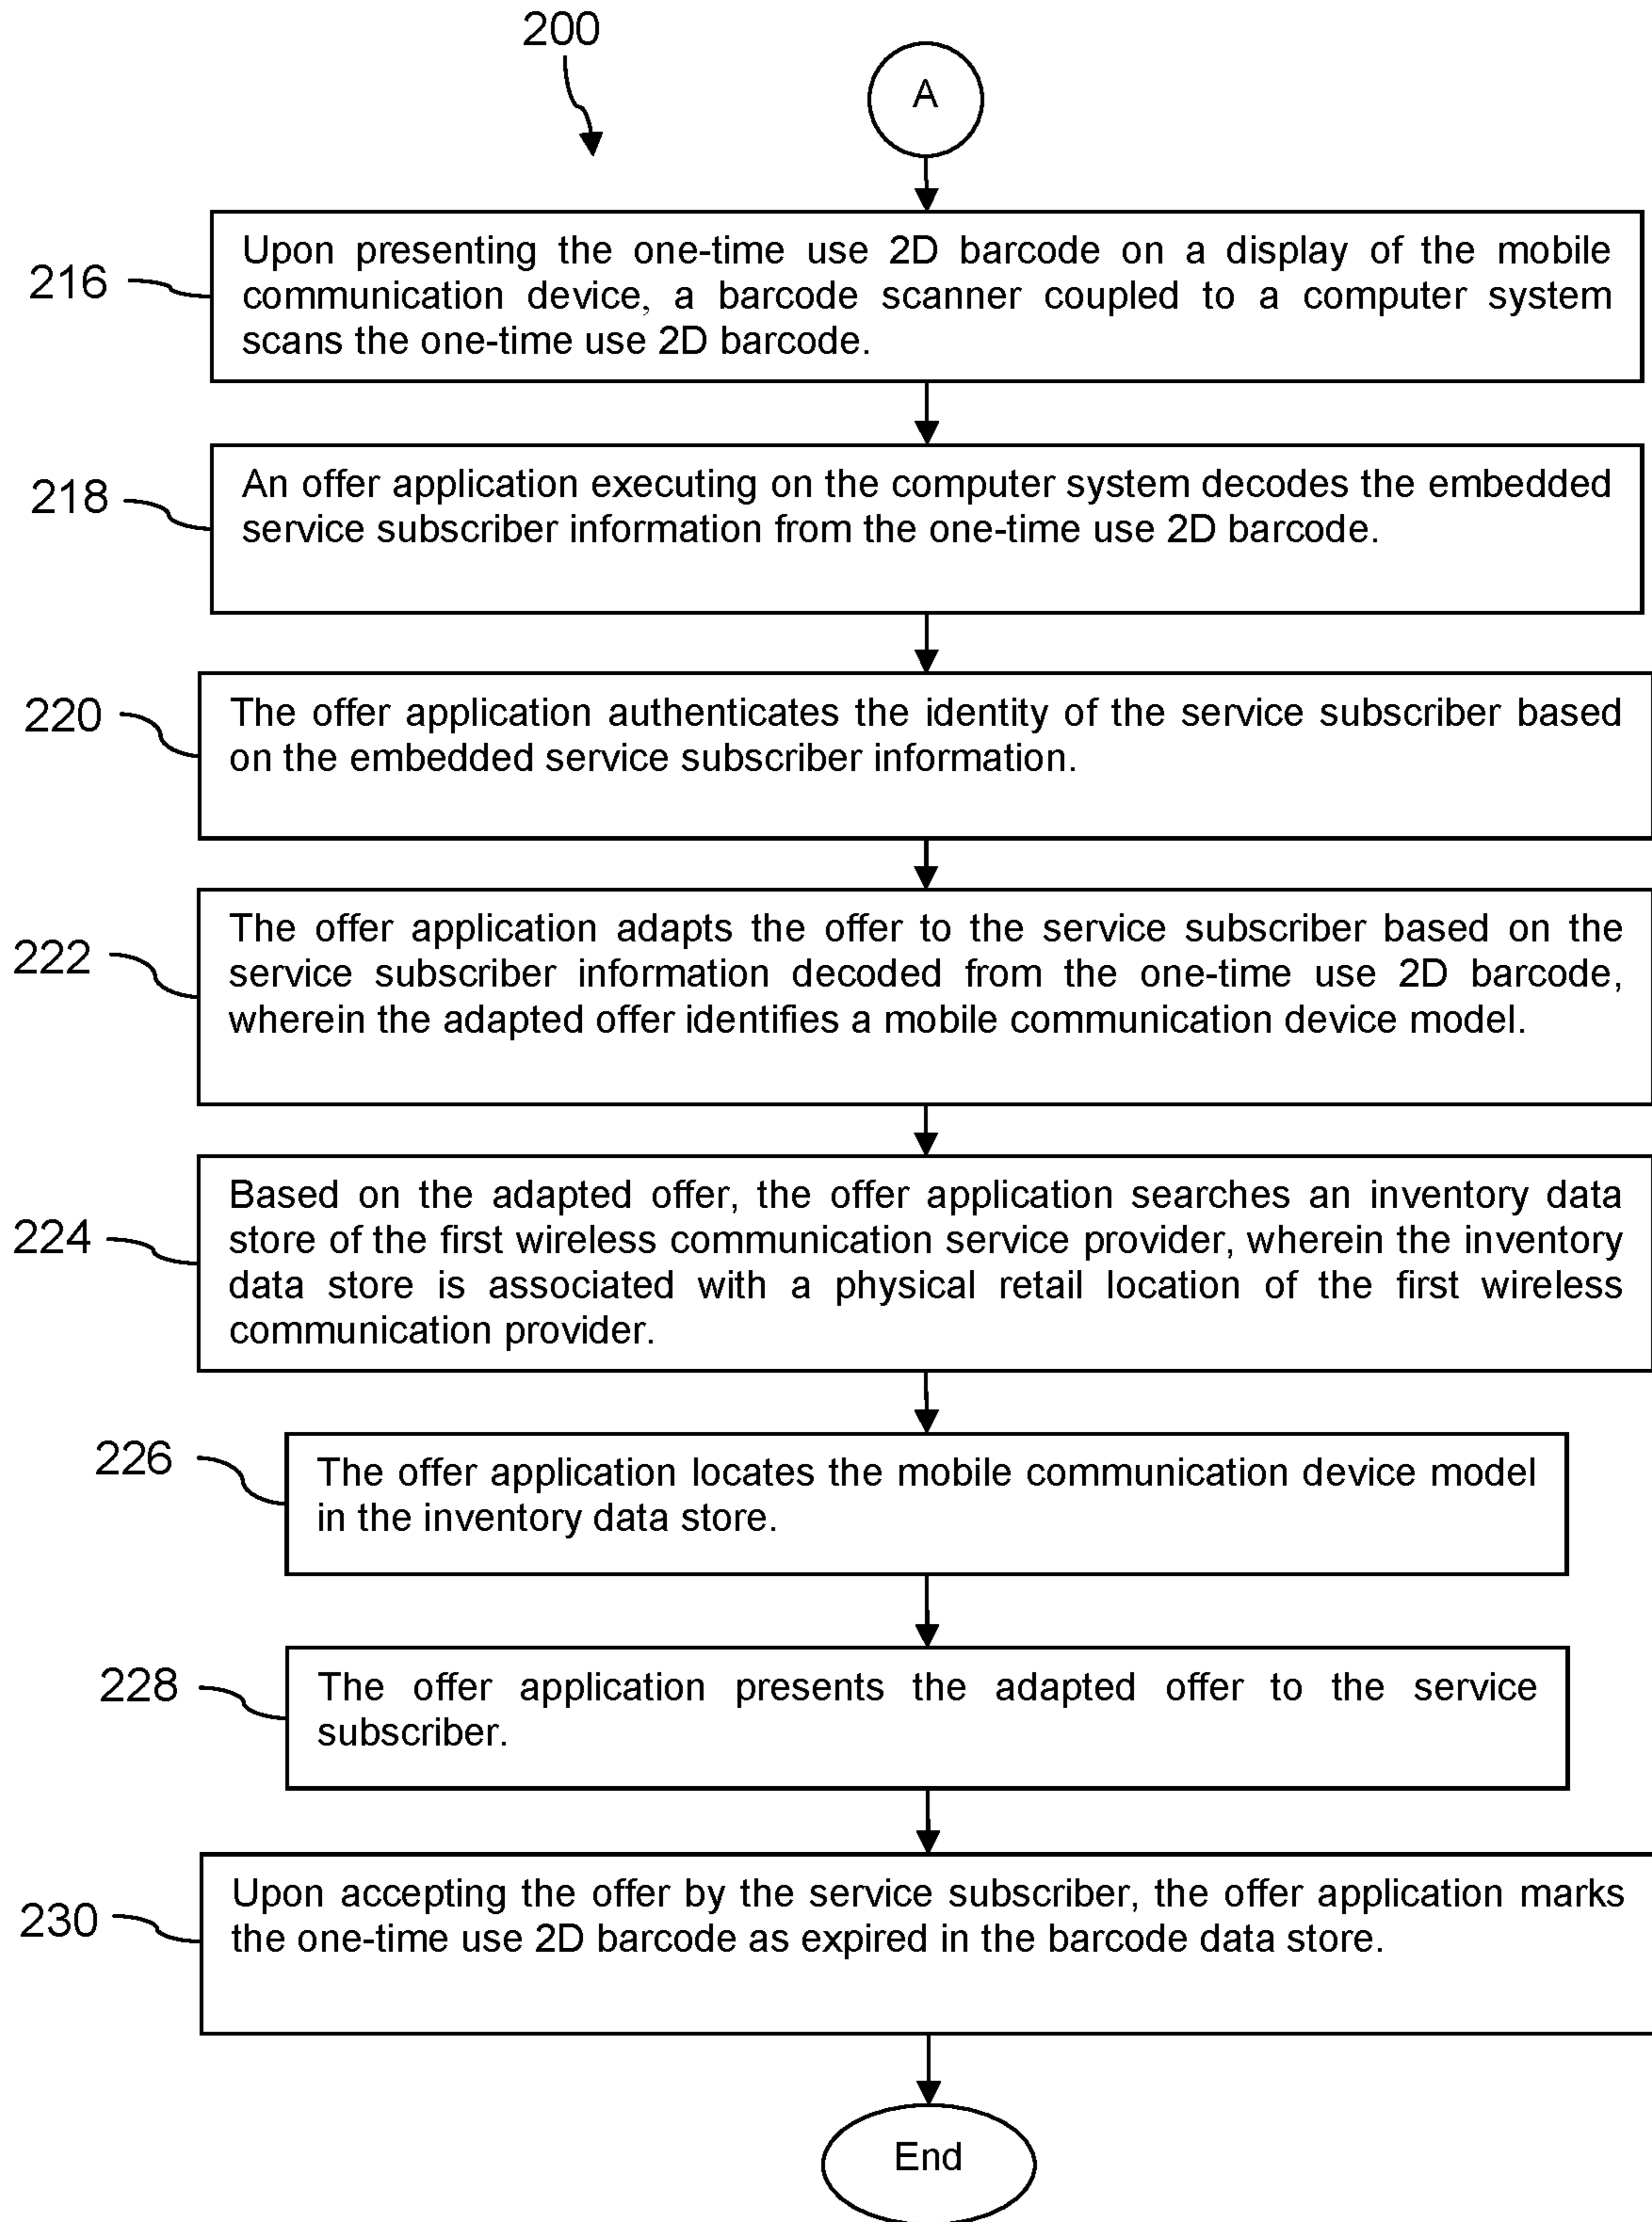 200
A
216
Upon presenting the one-time use 2D barcode on a display of the mobile
communication device, a barcode scanner coupled to a computer system
scans the one-time use 2D barcode.
218
An offer application executing on the computer system decodes the embedded
service subscriber information from the one-time use 2D barcode.
220
The offer application authenticates the identity of the service subscriber based
on the embedded service subscriber information.
222
The offer application adapts the offer to the service subscriber based on the
service subscriber information decoded from the one-time use 2D barcode,
wherein the adapted offer identifies a mobile communication device model.
224
Based on the adapted offer, the offer application searches an inventory data
store of the first wireless communication service provider, wherein the inventory
data store is associated with a physical retail location of the first wireless
communication provider.
226
The offer application locates the mobile communication device model
in the inventory data store.
228
The offer application presents the adapted offer to the service
subscriber.
230
Upon accepting the offer by the service subscriber, the offer application marks
the one-time use 2D barcode as expired in the barcode data store.
End